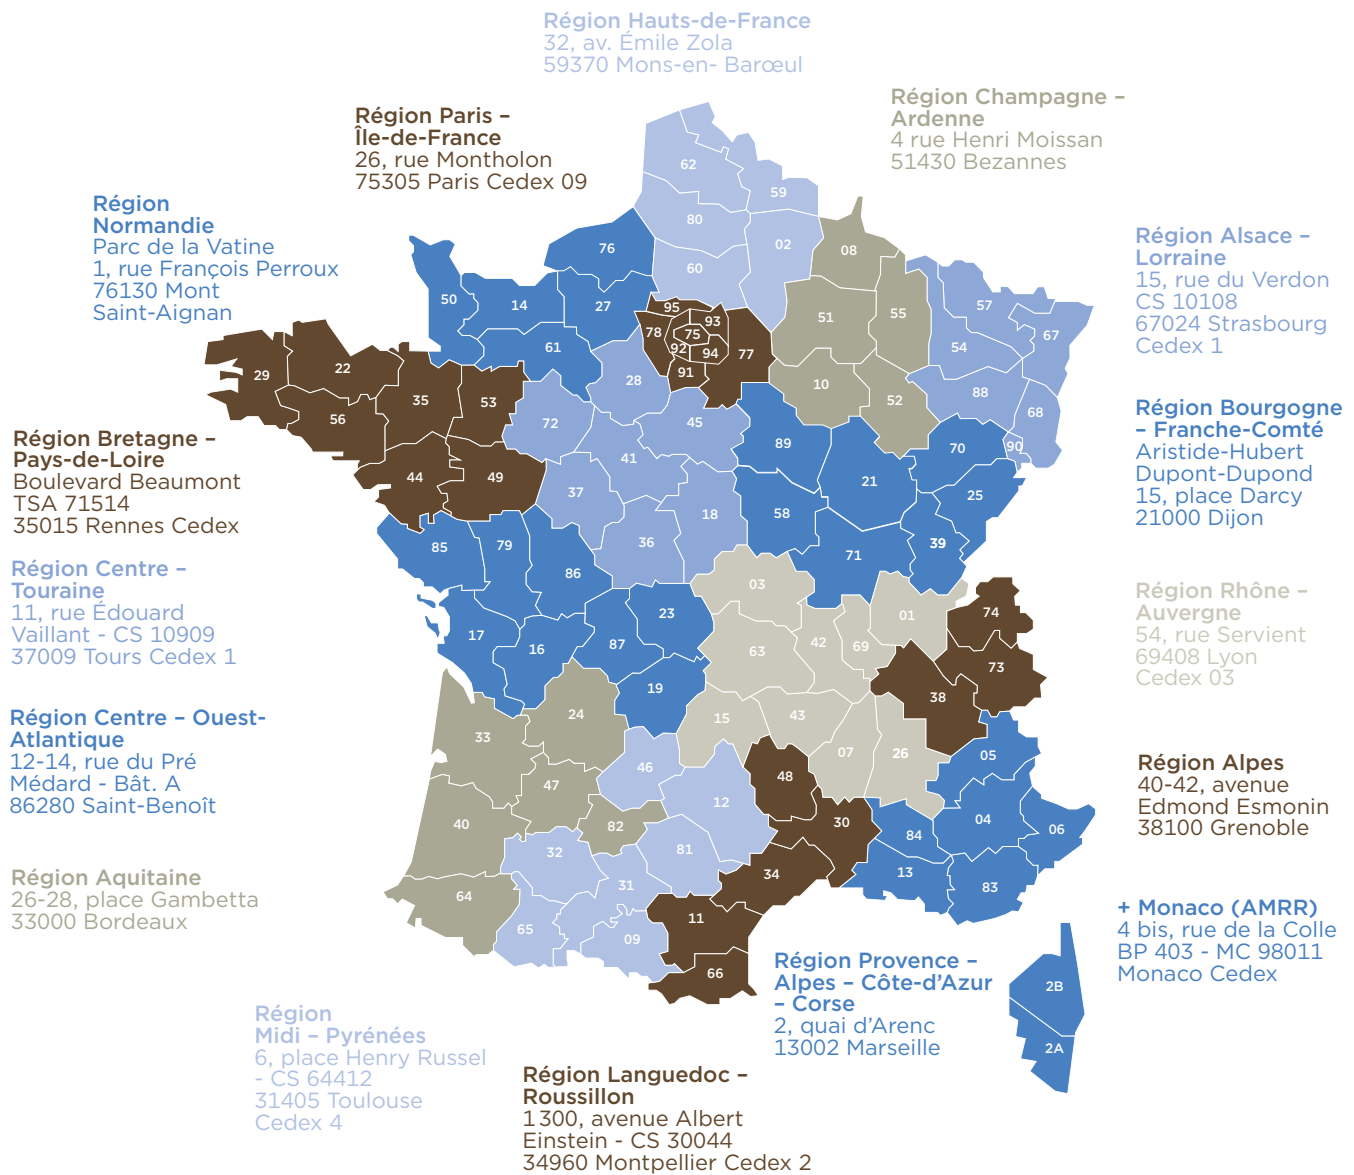 Région Hauts-de-France
32, av. Émile Zola
59370 Mons-en- Barœul
Région Champagne –
Ardenne
4 rue Henri Moissan
51430 Bezannes
Région Paris –
Île-de-France
26, rue Montholon
75305 Paris Cedex 09
Région
Normandie
Parc de la Vatine
1, rue François Perroux
76130 Mont
Saint-Aignan
Région Alsace –
Lorraine
15, rue du Verdon
CS 10108
67024 Strasbourg
Cedex 1
Région Bretagne –
Pays-de-Loire
Boulevard Beaumont
TSA 71514
35015 Rennes Cedex
Région Bourgogne
– Franche-Comté
Aristide-Hubert
Dupont-Dupond
15, place Darcy
21000 Dijon
Région Centre –
Touraine
11, rue Édouard
Vaillant - CS 10909
37009 Tours Cedex 1
Région Rhône –
Auvergne
54, rue Servient
69408 Lyon
Cedex 03
Région Centre – Ouest-
Atlantique
12-14, rue du Pré
Médard - Bât. A
86280 Saint-Benoît
Région Alpes
40-42, avenue
Edmond Esmonin
38100 Grenoble
Région Aquitaine
26-28, place Gambetta
33000 Bordeaux
+ Monaco (AMRR)
4 bis, rue de la Colle
BP 403 - MC 98011
Monaco Cedex
Région Provence –
Alpes – Côte-d'Azur
– Corse
2, quai d'Arenc
13002 Marseille
Région
Midi – Pyrénées
6, place Henry Russel
- CS 64412
31405 Toulouse
Cedex 4
Région Languedoc –
Roussillon
1 300, avenue Albert
Einstein - CS 30044
34960 Montpellier Cedex 2
62
59
80
02
60
76
08
50
14
27
95
93
78
75
92
94
91
77
51
55
57
67
54
61
29
22
35
53
28
10
52
88
68
56
72
45
89
70
90
41
44
49
37
21
25
18
58
36
85
79
86
71
39
03
23
01
74
17
16
87
63
42
69
73
19
38
24
15
43
33
07
26
05
46
48
47
12
40
82
30
84
04
06
32
81
13
34
83
31
64
11
65
09
66
2B
2A